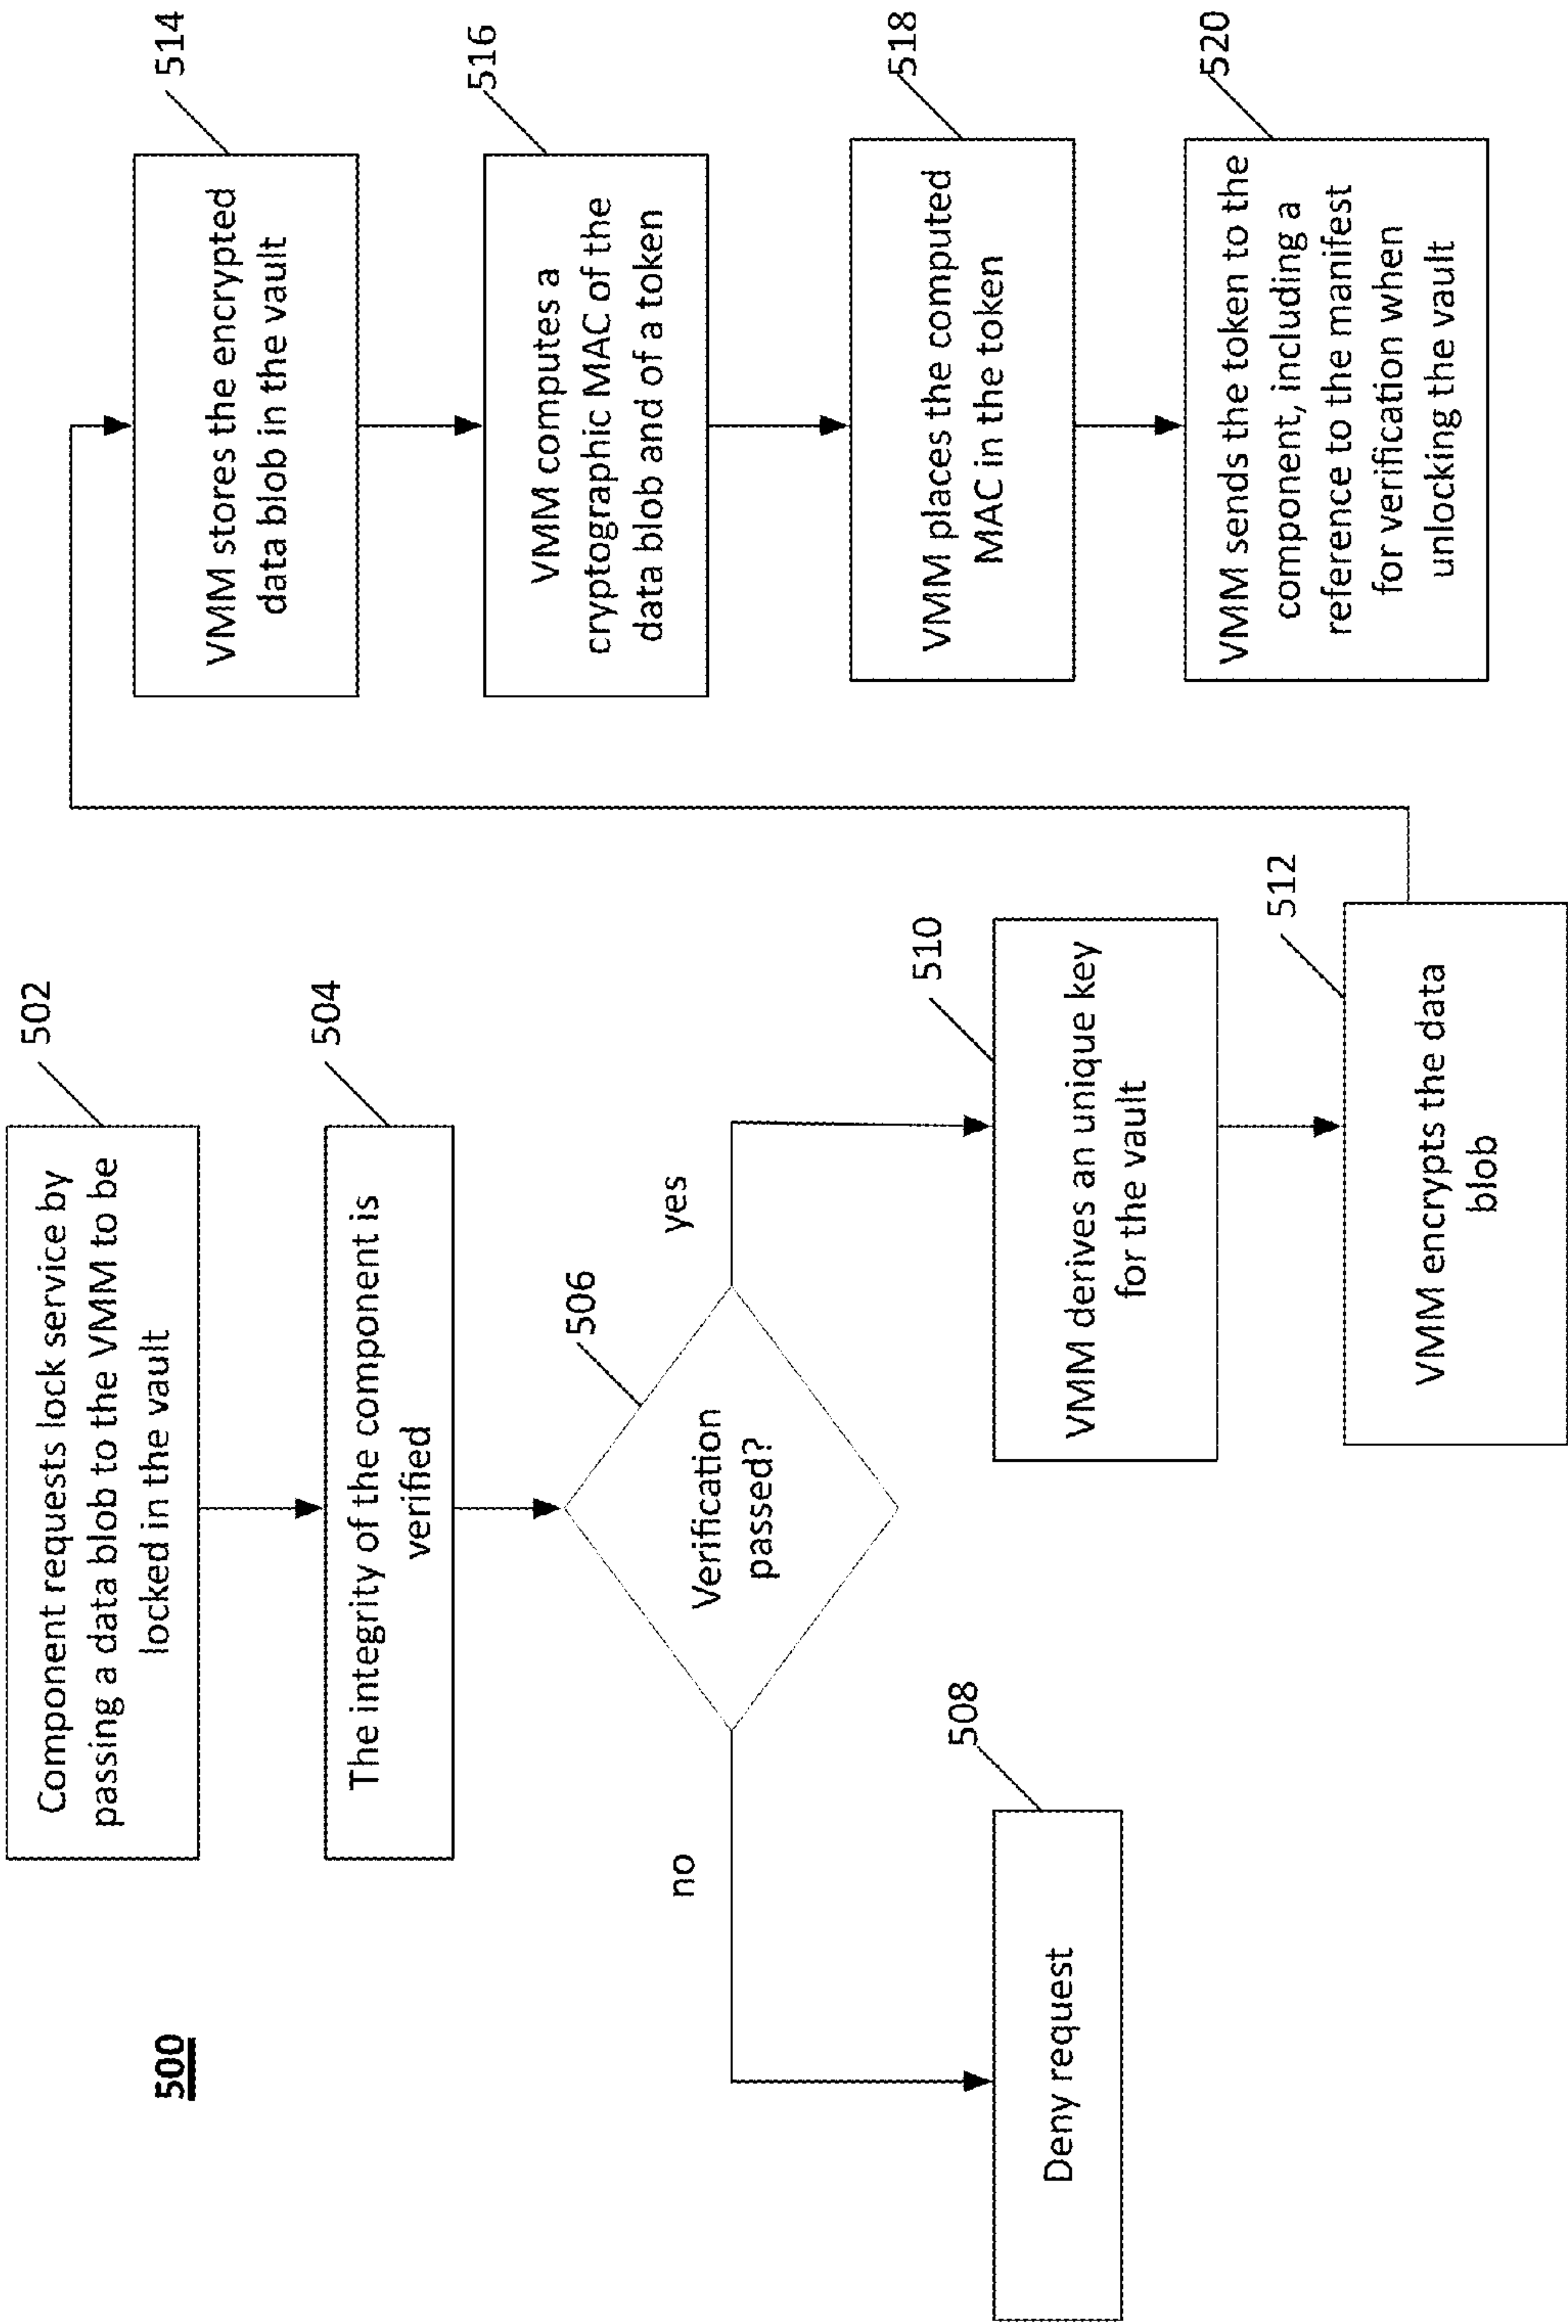 500
502
Component requests lock service by
passing a data blob to the VMM to be
locked in the vault
504
The integrity of the component is
verified
506
Verification
passed?
no
yes
508
Deny request
510
VMM derives an unique key
for the vault
512
VMM encrypts the data
blob
514
VMM stores the encrypted
data blob in the vault
516
VMM computes a
cryptographic MAC of the
data blob and of a token
518
VMM places the computed
MAC in the token
520
VMM sends the token to the
component, including a
reference to the manifest
for verification when
unlocking the vault